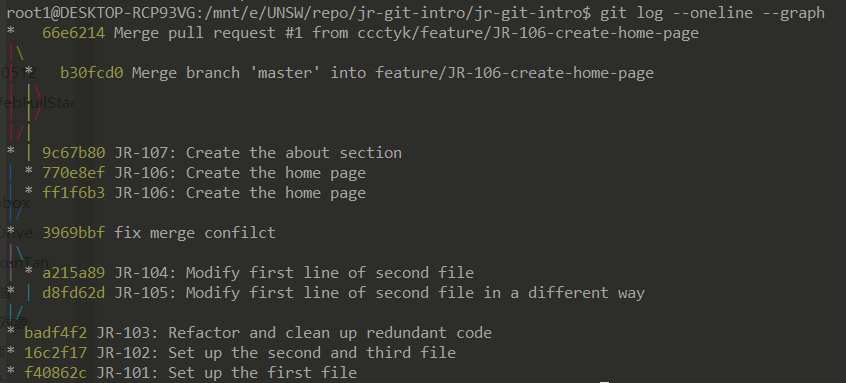 root1@DESKTOP-RCP93VG:/mnt/e/UNSW/repo/jr-git-intro/jr-git-intro$ git log --oneline --graph
*   66e6214 Merge pull request #1 from ccctyk/feature/JR-106-create-home-page
|\
| *   b30fcd0 Merge branch 'master' into feature/JR-106-create-home-page
| |\
| |/
|/|
* | 9c67b80 JR-107: Create the about section
| * 770e8ef JR-106: Create the home page
| * ff1f6b3 JR-106: Create the home page
|/
*   3969bbf fix merge confilct
|\
| * a215a89 JR-104: Modify first line of second file
* | d8fd62d JR-105: Modify first line of second file in a different way
|/
* badf4f2 JR-103: Refactor and clean up redundant code
* 16c2f17 JR-102: Set up the second and third file
* f40862c JR-101: Set up the first file